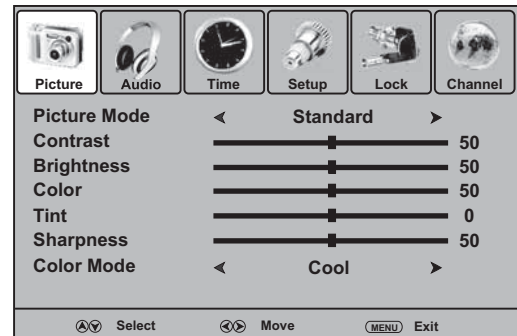 Picture Audio Time Setup Lock Channel
Picture Mode Standard
Contrast 50
Brightness 50
Color 50
Tint 0
Sharpness 50
Color Mode Cool
Select Move MENU Exit